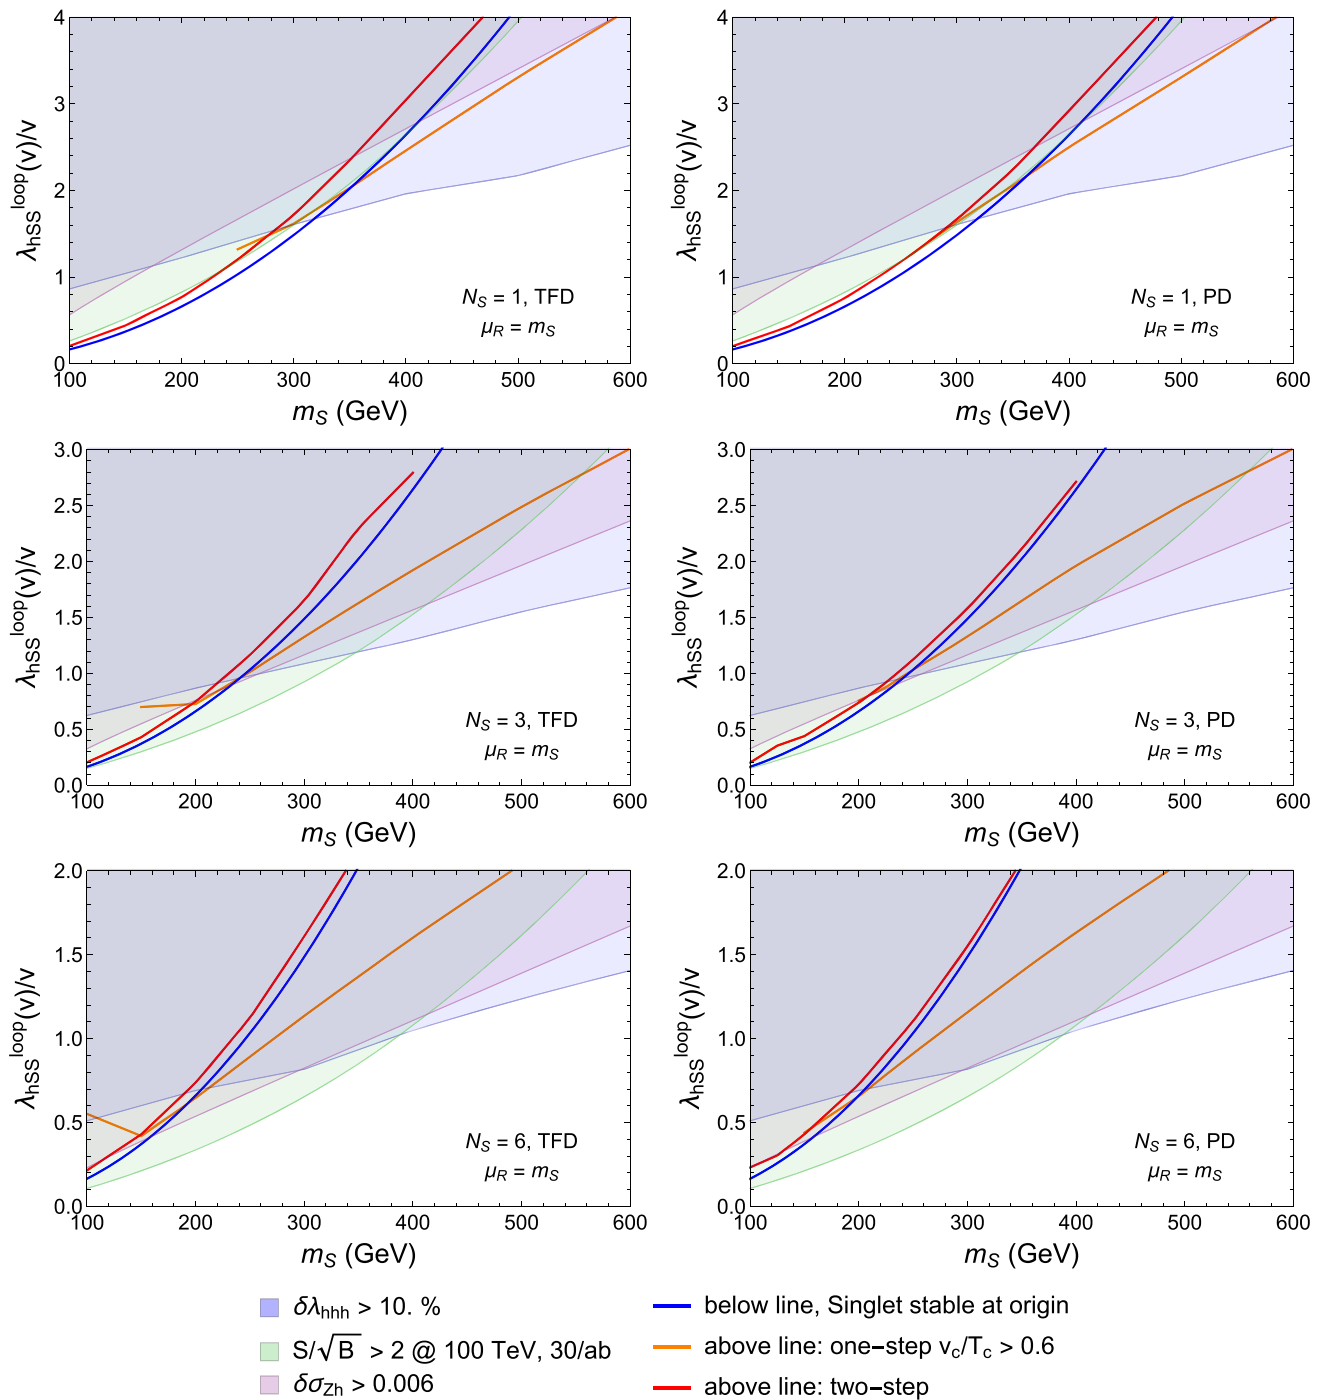 4
3
2
1
0
100 200 300 400 500 600
λhSS^loop(v)/v
mS (GeV)
NS = 1, TFD
μR = mS
4
3
2
1
0
100 200 300 400 500 600
λhSS^loop(v)/v
mS (GeV)
NS = 1, PD
μR = mS
3.0
2.5
2.0
1.5
1.0
0.5
0.0
100 200 300 400 500 600
λhSS^loop(v)/v
mS (GeV)
NS = 3, TFD
μR = mS
3.0
2.5
2.0
1.5
1.0
0.5
0.0
100 200 300 400 500 600
λhSS^loop(v)/v
mS (GeV)
NS = 3, PD
μR = mS
2.0
1.5
1.0
0.5
0.0
100 200 300 400 500 600
λhSS^loop(v)/v
mS (GeV)
NS = 6, TFD
μR = mS
2.0
1.5
1.0
0.5
0.0
100 200 300 400 500 600
λhSS^loop(v)/v
mS (GeV)
NS = 6, PD
μR = mS
δλhhh > 10. %
S/√B > 2 @ 100 TeV, 30/ab
δσZh > 0.006
below line, Singlet stable at origin
above line: one−step vc/Tc > 0.6
above line: two−step